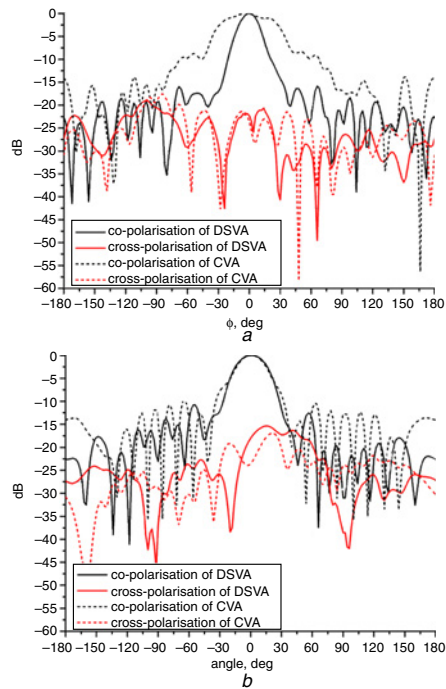 0
−5
−10
−15
−20
−25
−30
−35
−40
−45
−50
−55
−60
dB
co-polarisation of DSVA
cross-polarisation of DSVA
co-polarisation of CVA
cross-polarisation of CVA
−180 −150 −120 −90 −60 −30 0 30 60 90 120 150 180
ϕ, deg
a
0
−5
−10
−15
−20
−25
−30
−35
−40
−45
−50
−55
−60
dB
co-polarisation of DSVA
cross-polarisation of DSVA
co-polarisation of CVA
cross-polarisation of CVA
−180 −150 −120 −90 −60 −30 0 30 60 90 120 150 180
angle, deg
b